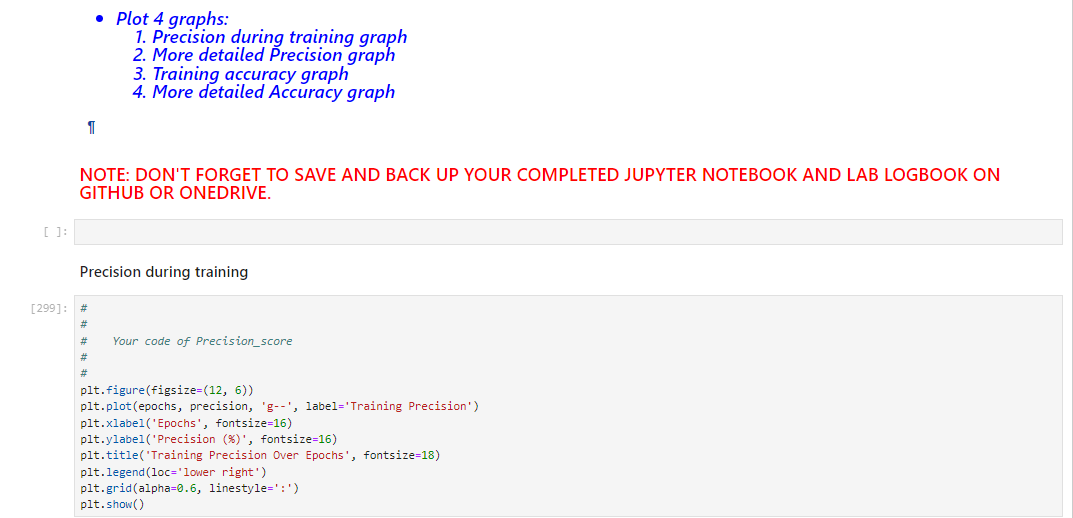 • Plot 4 graphs:
1. Precision during training graph
2. More detailed Precision graph
3. Training accuracy graph
4. More detailed Accuracy graph
¶
NOTE: DON'T FORGET TO SAVE AND BACK UP YOUR COMPLETED JUPYTER NOTEBOOK AND LAB LOGBOOK ON
GITHUB OR ONEDRIVE.
[ ]:
Precision during training
[299]: #
#
#    Your code of Precision_score
#
#
plt.figure(figsize=(12, 6))
plt.plot(epochs, precision, 'g--', label='Training Precision')
plt.xlabel('Epochs', fontsize=16)
plt.ylabel('Precision (%)', fontsize=16)
plt.title('Training Precision Over Epochs', fontsize=18)
plt.legend(loc='lower right')
plt.grid(alpha=0.6, linestyle=':')
plt.show()